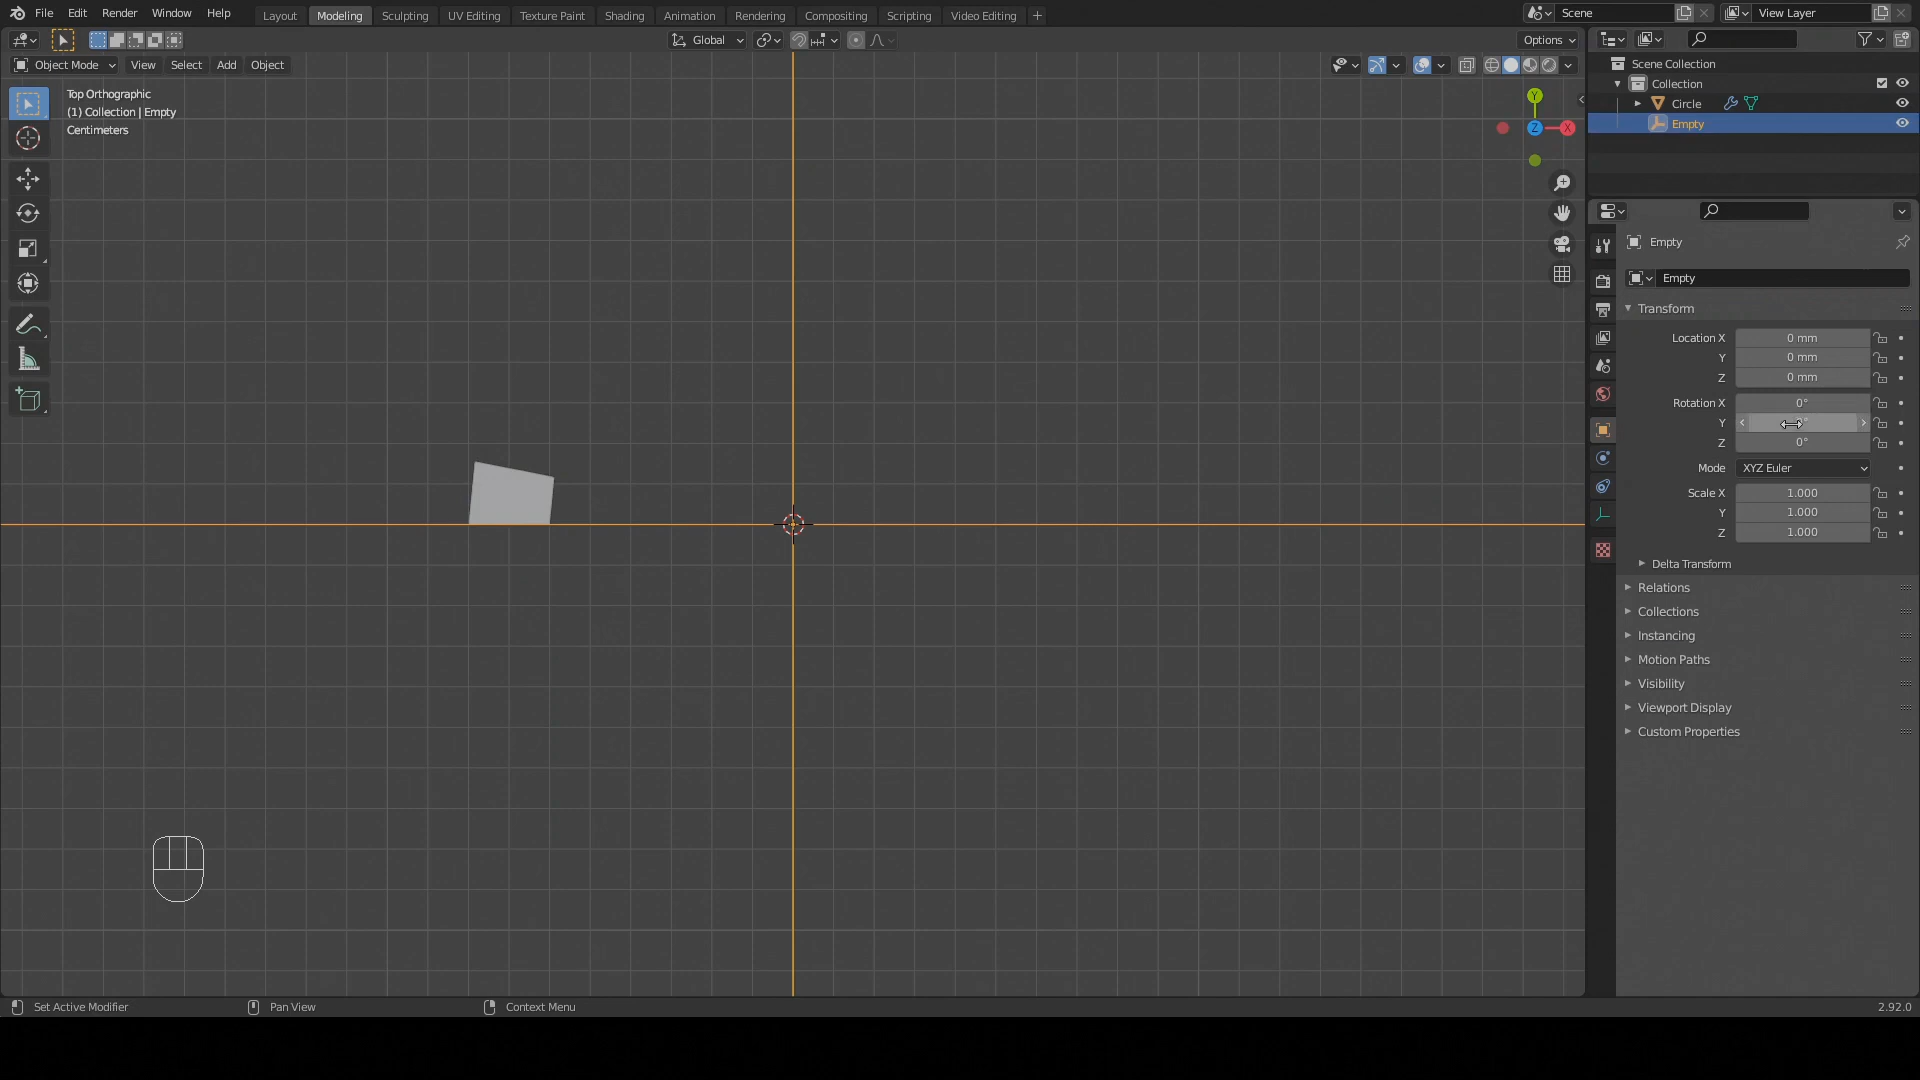 File Edit Render Window Help Layout Modeling Sculpting UV Editing Texture Paint Shading Animation Rendering Compositing Scripting Video Editing + Scene View Layer
Global Options
Object Mode View Select Add Object
Top Orthographic
(1) Collection | Empty
Centimeters
Y
Z
X
Scene Collection
Collection
Circle
Empty
Empty
Empty
Transform
Location X 0 mm
Y 0 mm
Z 0 mm
Rotation X 0°
Y
Z 0°
Mode XYZ Euler
Scale X 1.000
Y 1.000
Z 1.000
Delta Transform
Relations
Collections
Instancing
Motion Paths
Visibility
Viewport Display
Custom Properties
Set Active Modifier Pan View Context Menu 2.92.0